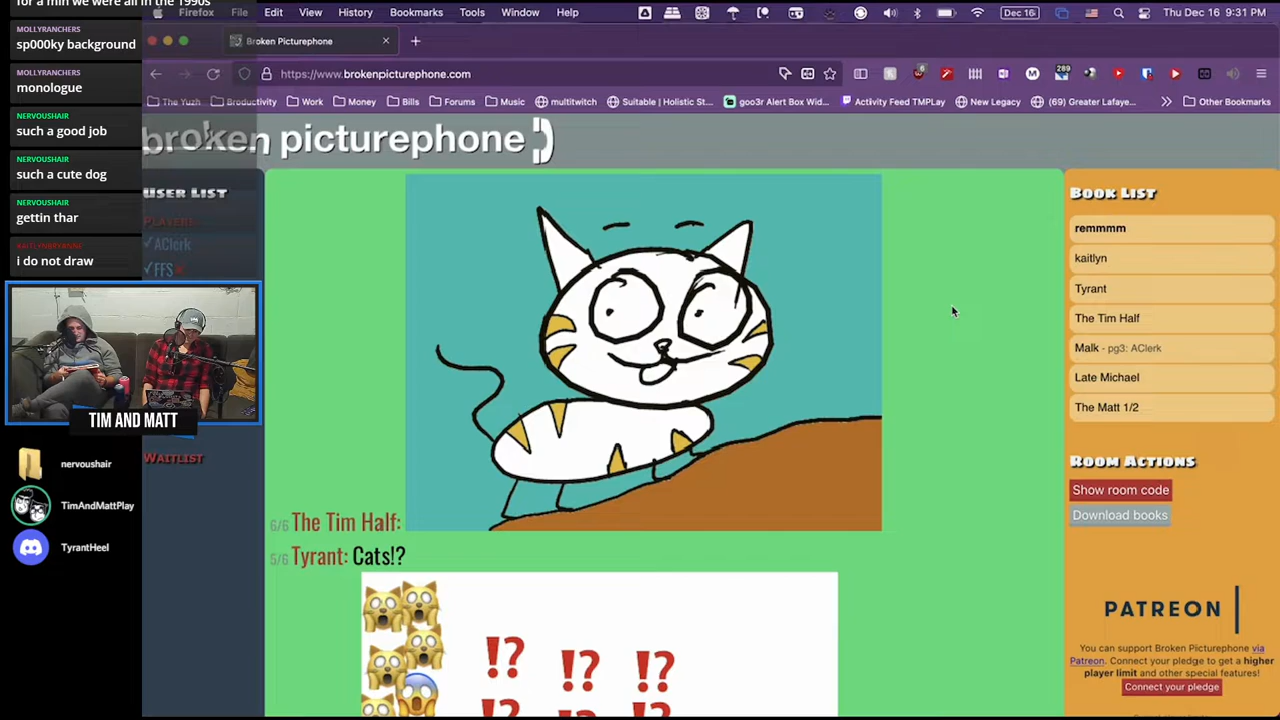 for a min we were all in the 1990s
MOLLYRANCHERS
sp000ky background
MOLLYRANCHERS
monologue
NERVOUSHAIR
such a good job
NERVOUSHAIR
such a cute dog
NERVOUSHAIR
gettin thar
KAITLYNBRYANNE
i do not draw
TIM AND MATT
nervoushair
TimAndMattPlay
TyrantHeel
Firefox File Edit View History Bookmarks Tools Window Help
Dec 16
Thu Dec 16 9:31 PM
Broken Picturephone
https://www.brokenpicturephone.com
289
The Yuzh
Broductivity
Work
Money
Bills
Forums
Music
multitwitch
Suitable | Holistic St...
goo3r Alert Box Wid...
Activity Feed TMPLay
New Legacy
(69) Greater Lafaye...
Other Bookmarks
broken picturephone
User List
Players
✓AClerk
✓FFS
Waitlist
6/6 The Tim Half:
5/6 Tyrant: Cats!?
⁉ ⁉ ⁉
Book List
remmmm
kaitlyn
Tyrant
The Tim Half
Malk - pg3: AClerk
Late Michael
The Matt 1/2
Room Actions
Show room code
Download books
PATREON
You can support Broken Picturephone via
Patreon. Connect your pledge to get a higher
player limit and other special features!
Connect your pledge